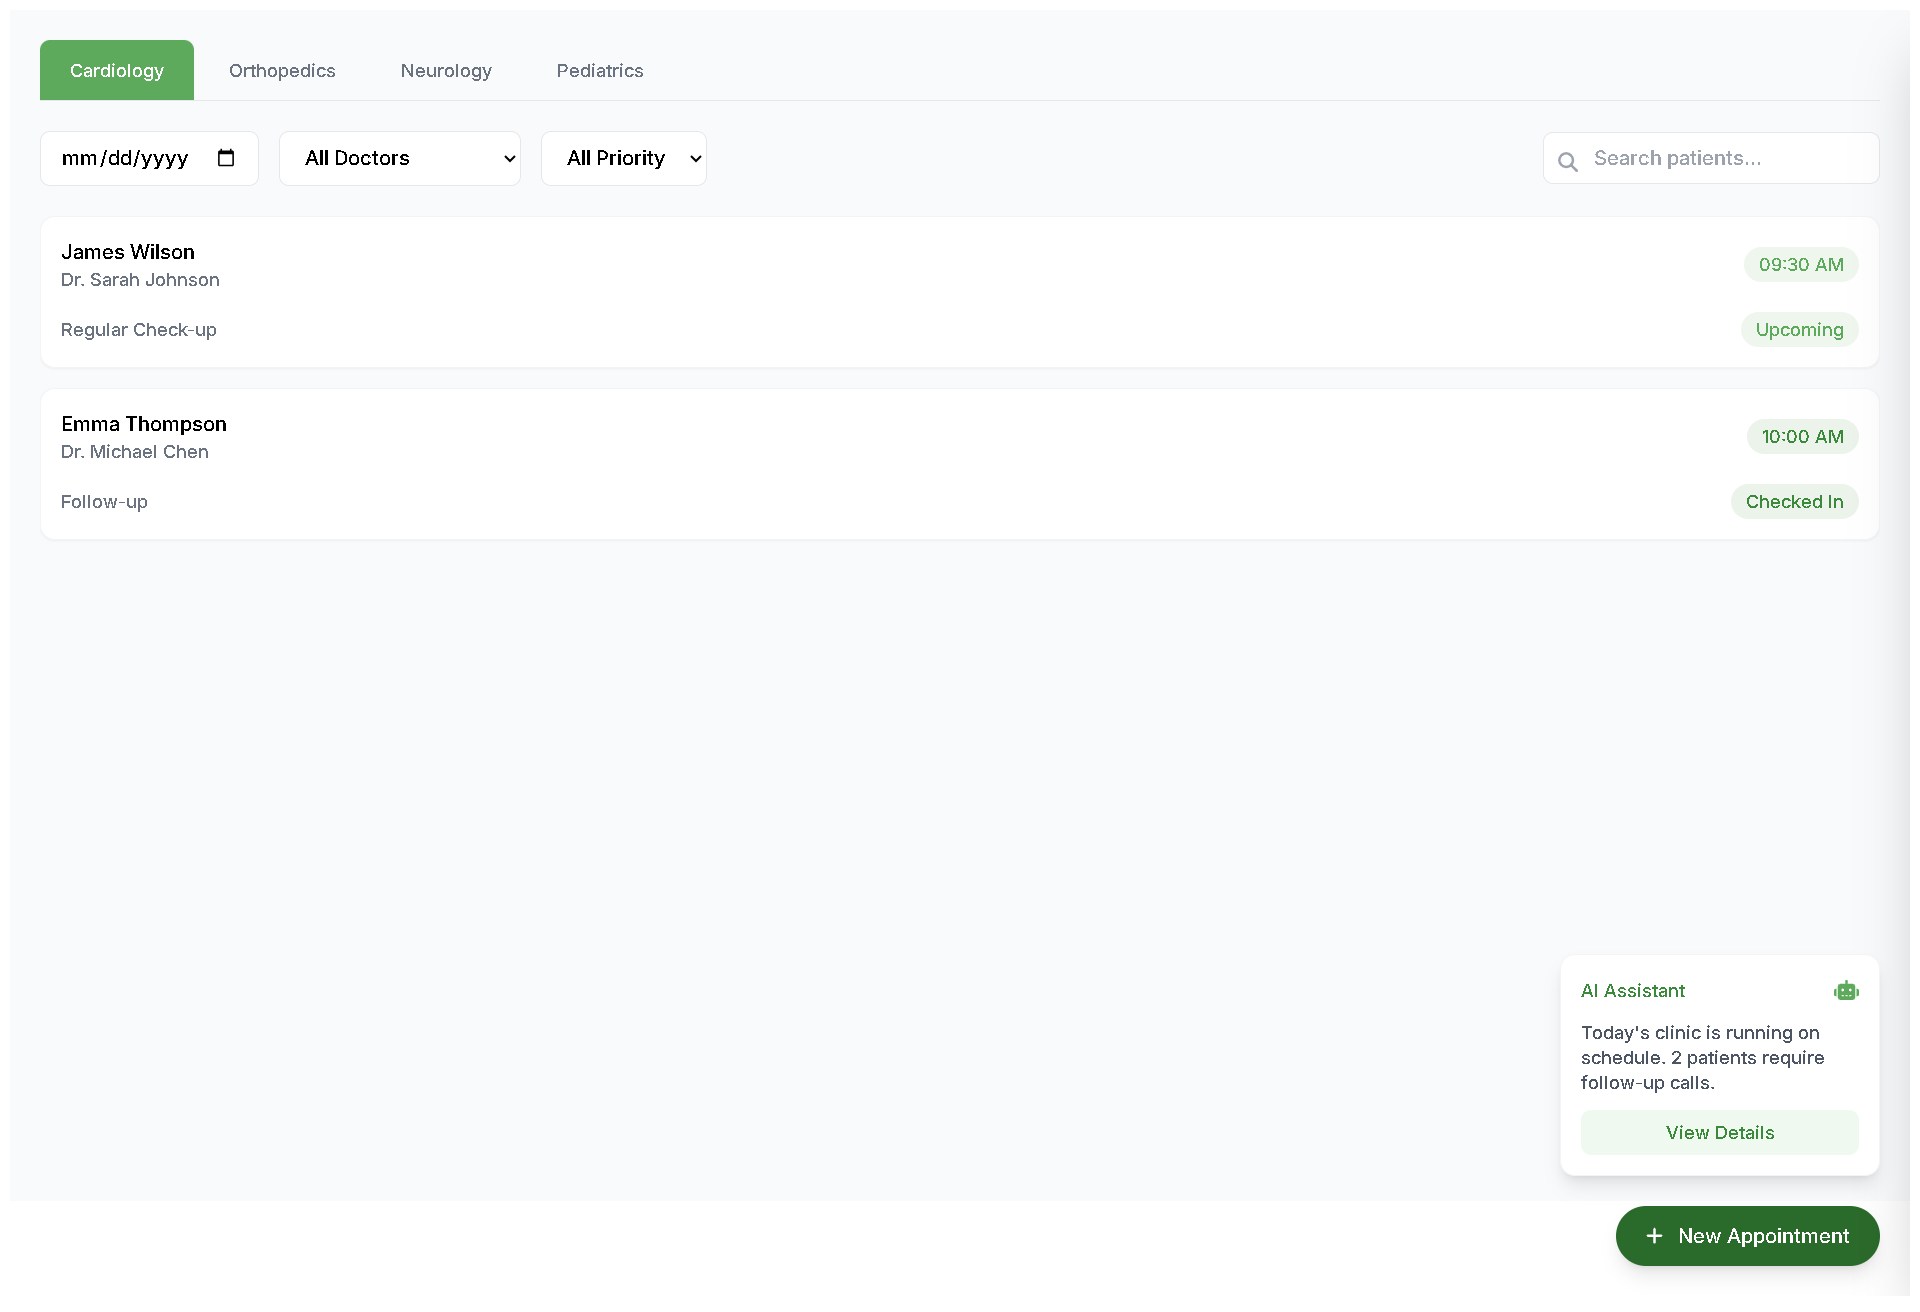 Cardiology Orthopedics Neurology Pediatrics
mm/dd/yyyy All Doctors All Priority Search patients...
James Wilson
Dr. Sarah Johnson
09:30 AM
Regular Check-up Upcoming
Emma Thompson
Dr. Michael Chen
10:00 AM
Follow-up Checked In
AI Assistant
Today's clinic is running on
schedule. 2 patients require
follow-up calls.
View Details
+ New Appointment